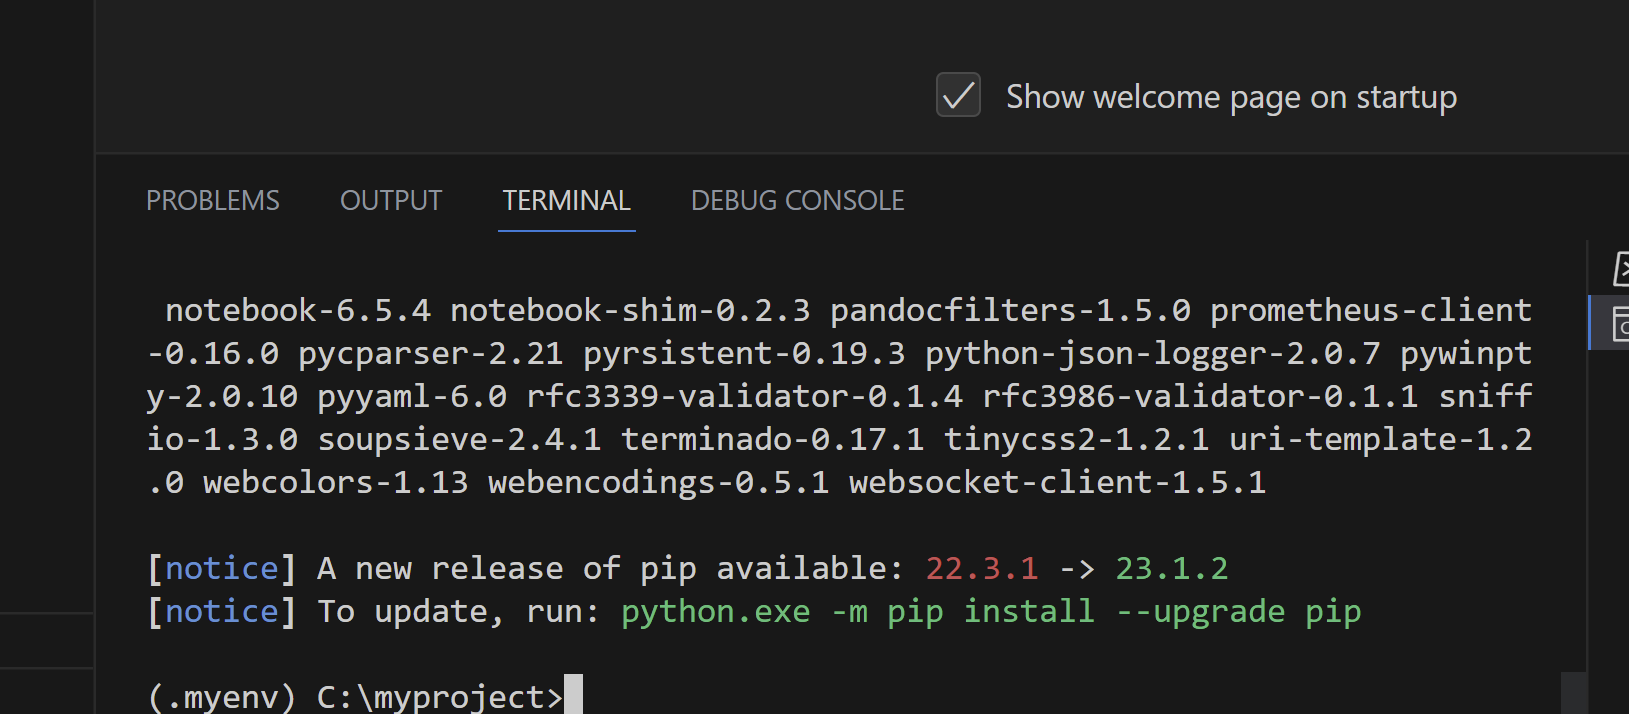 Show welcome page on startup
PROBLEMS OUTPUT TERMINAL DEBUG CONSOLE
notebook-6.5.4 notebook-shim-0.2.3 pandocfilters-1.5.0 prometheus-client
-0.16.0 pycparser-2.21 pyrsistent-0.19.3 python-json-logger-2.0.7 pywinpt
y-2.0.10 pyyaml-6.0 rfc3339-validator-0.1.4 rfc3986-validator-0.1.1 sniff
io-1.3.0 soupsieve-2.4.1 terminado-0.17.1 tinycss2-1.2.1 uri-template-1.2
.0 webcolors-1.13 webencodings-0.5.1 websocket-client-1.5.1
[notice] A new release of pip available: 22.3.1 -> 23.1.2
[notice] To update, run: python.exe -m pip install --upgrade pip
(.myenv) C:\myproject>